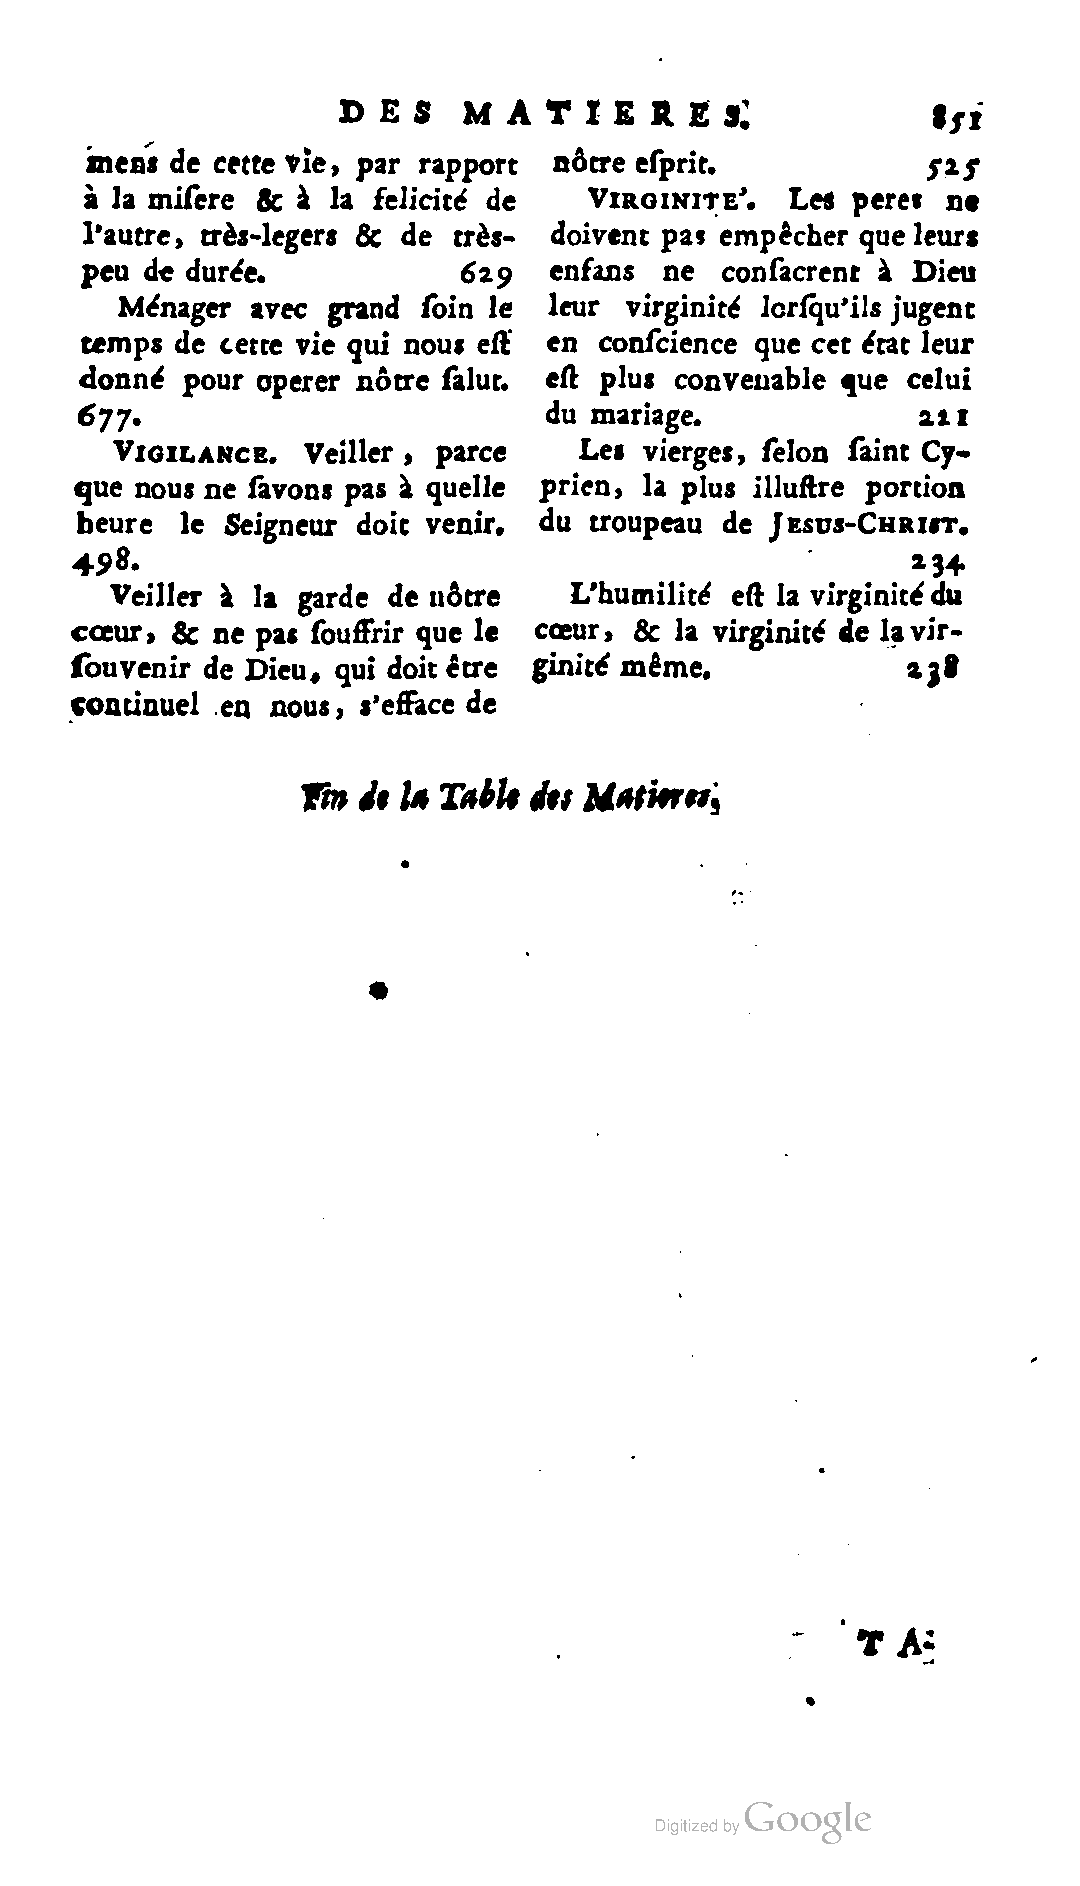 DES MATIERES. 851
mens de cette vie, par rapport
à la miſere & à la felicité de
l'autre, très-legers & de très-
peu de durée. 629
Ménager avec grand ſoin le
temps de cette vie qui nous eſt
donné pour operer nôtre ſalut.
677.
VIGILANCE. Veiller, parce
que nous ne ſavons pas à quelle
heure le Seigneur doit venir.
498.
Veiller à la garde de nôtre
cœur, & ne pas ſouffrir que le
ſouvenir de Dieu, qui doit être
continuel en nous, s'efface de
nôtre eſprit. 525
VIRGINITE'. Les peres ne
doivent pas empêcher que leurs
enfans ne conſacrent à Dieu
leur virginité lorſqu'ils jugent
en conſcience que cet état leur
eſt plus convenable que celui
du mariage. 221
Les vierges, ſelon ſaint Cy-
prien, la plus illuſtre portion
du troupeau de JESUS-CHRIST.
234
L'humilité eſt la virginité du
cœur, & la virginité de la vir-
ginité même. 238
Fin de la Table des Matieres.
TA-
Digitized by Google